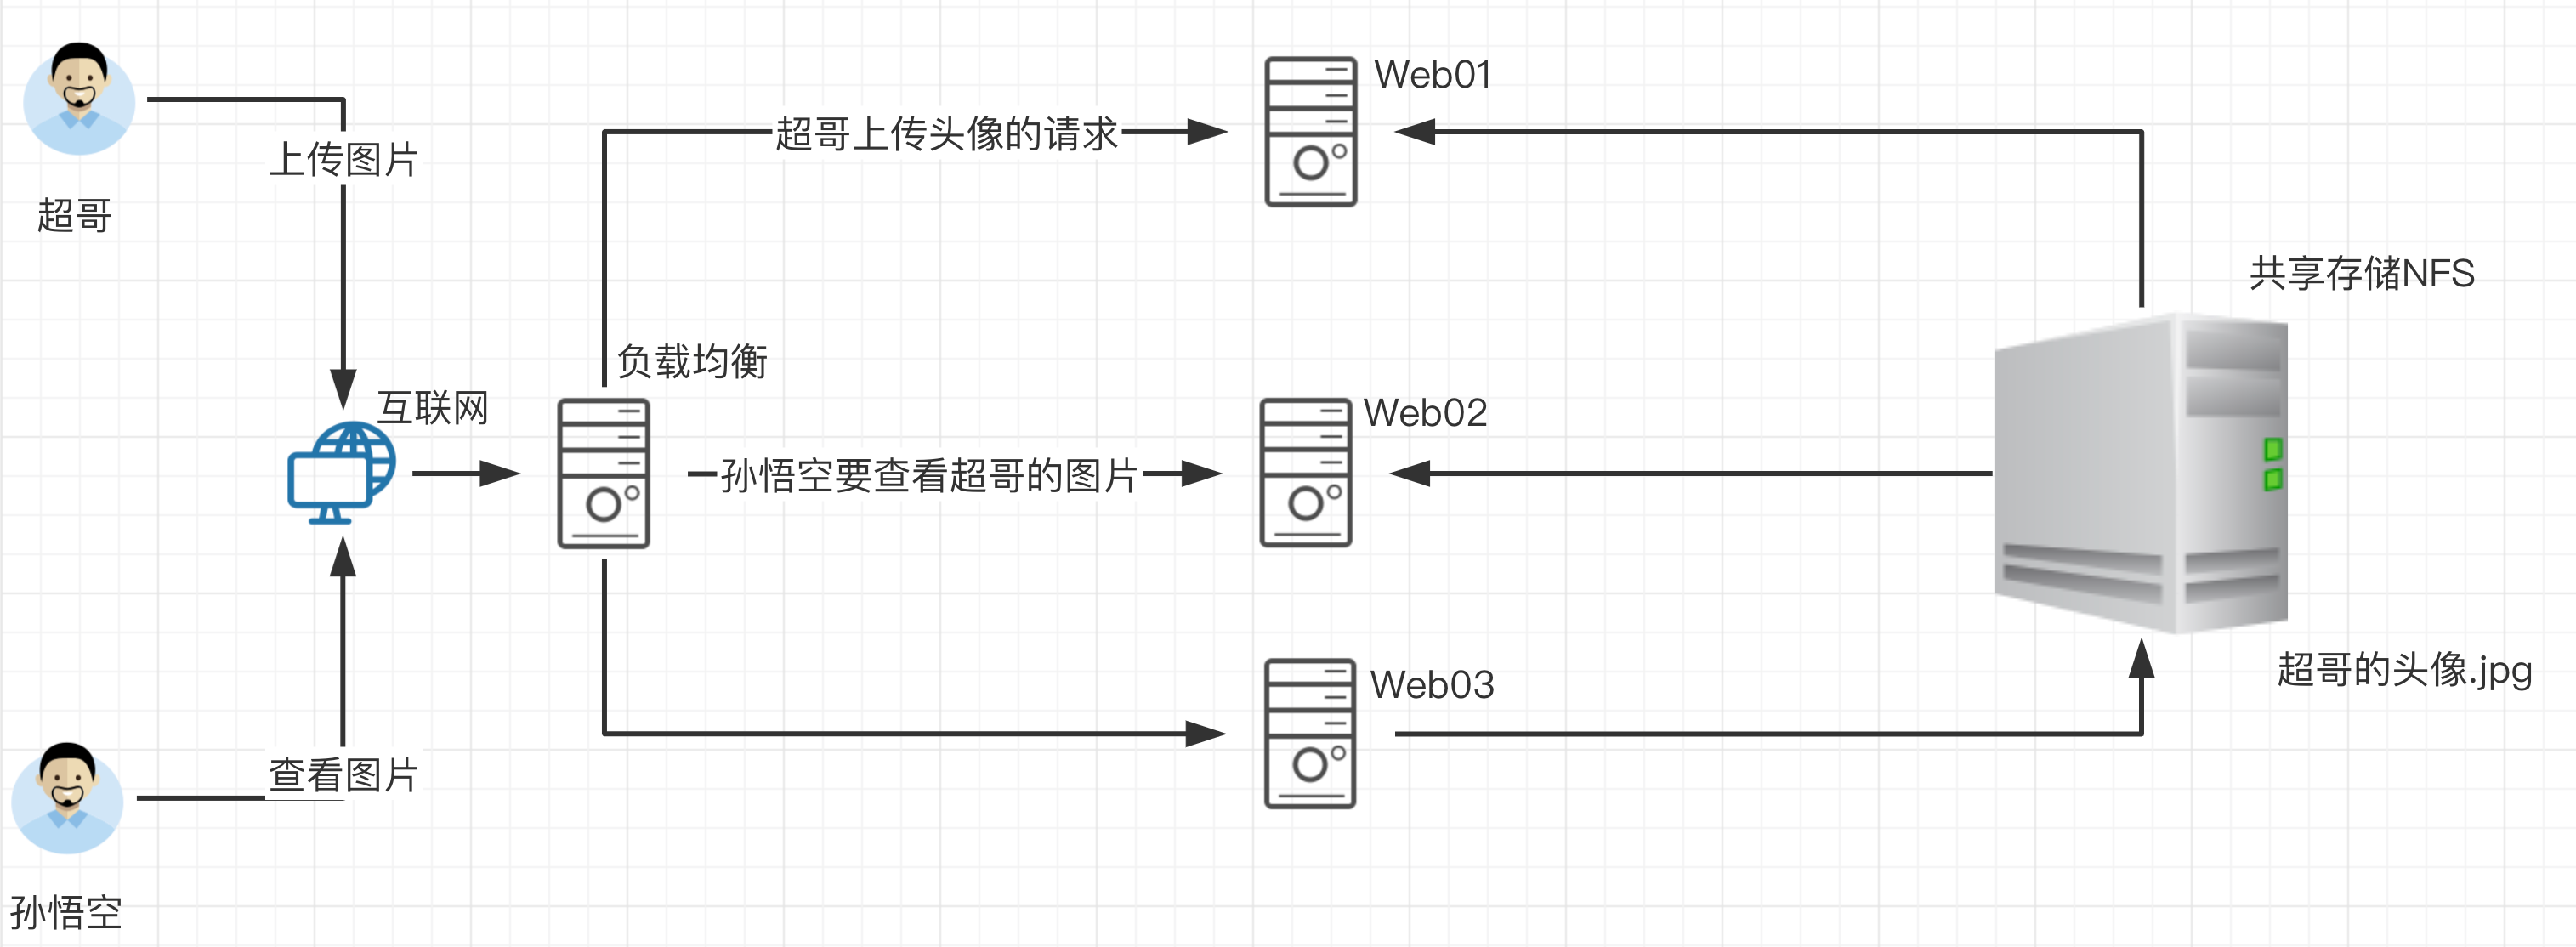 Web01
超哥上传头像的请求
上传图片
超哥
共享存储NFS
负载均衡
互联网
Web02
孙悟空要查看超哥的图片
Web03
超哥的头像.jpg
查看图片
孙悟空